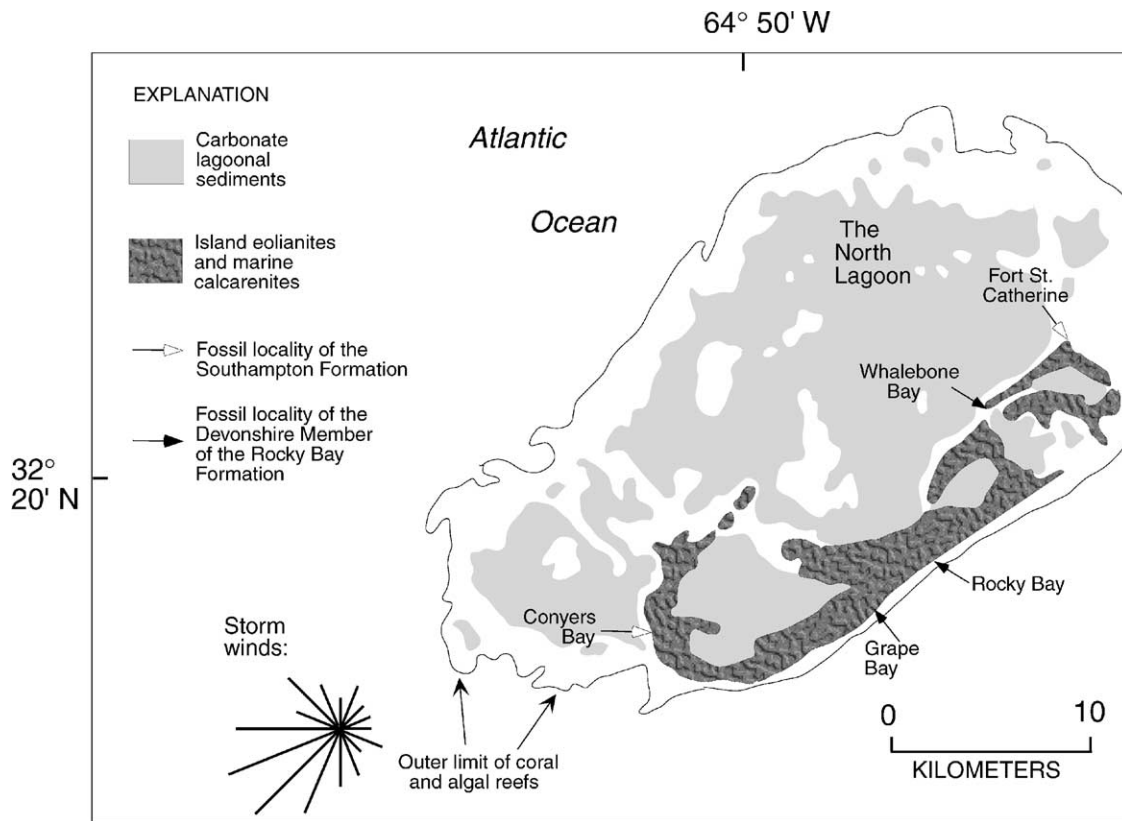 64° 50' W
EXPLANATION
Carbonate
lagoonal
sediments
Island eolianites
and marine
calcarenites
Fossil locality of the
Southampton Formation
Fossil locality of the
Devonshire Member
of the Rocky Bay
Formation
Atlantic
Ocean
The
North
Lagoon
Fort St.
Catherine
Whalebone
Bay
32°
20' N
Rocky Bay
Conyers
Bay
Grape
Bay
Storm
winds:
Outer limit of coral
and algal reefs
0 10
KILOMETERS